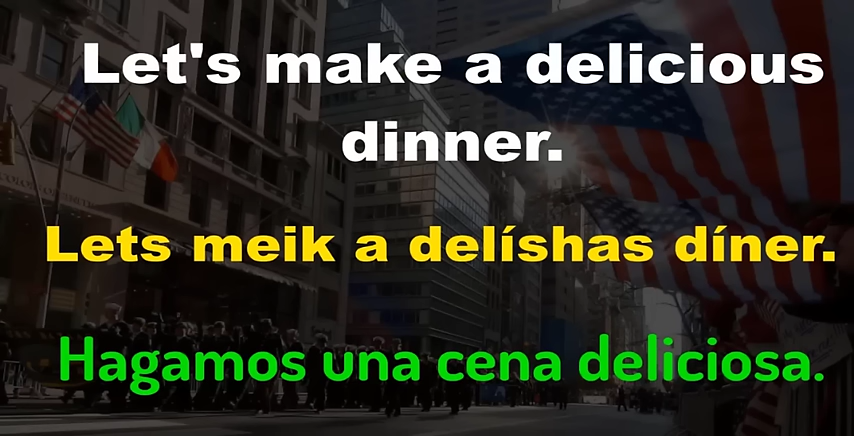 Let's make a delicious
dinner.
Lets meik a delíshas díner.
Hagamos una cena deliciosa.